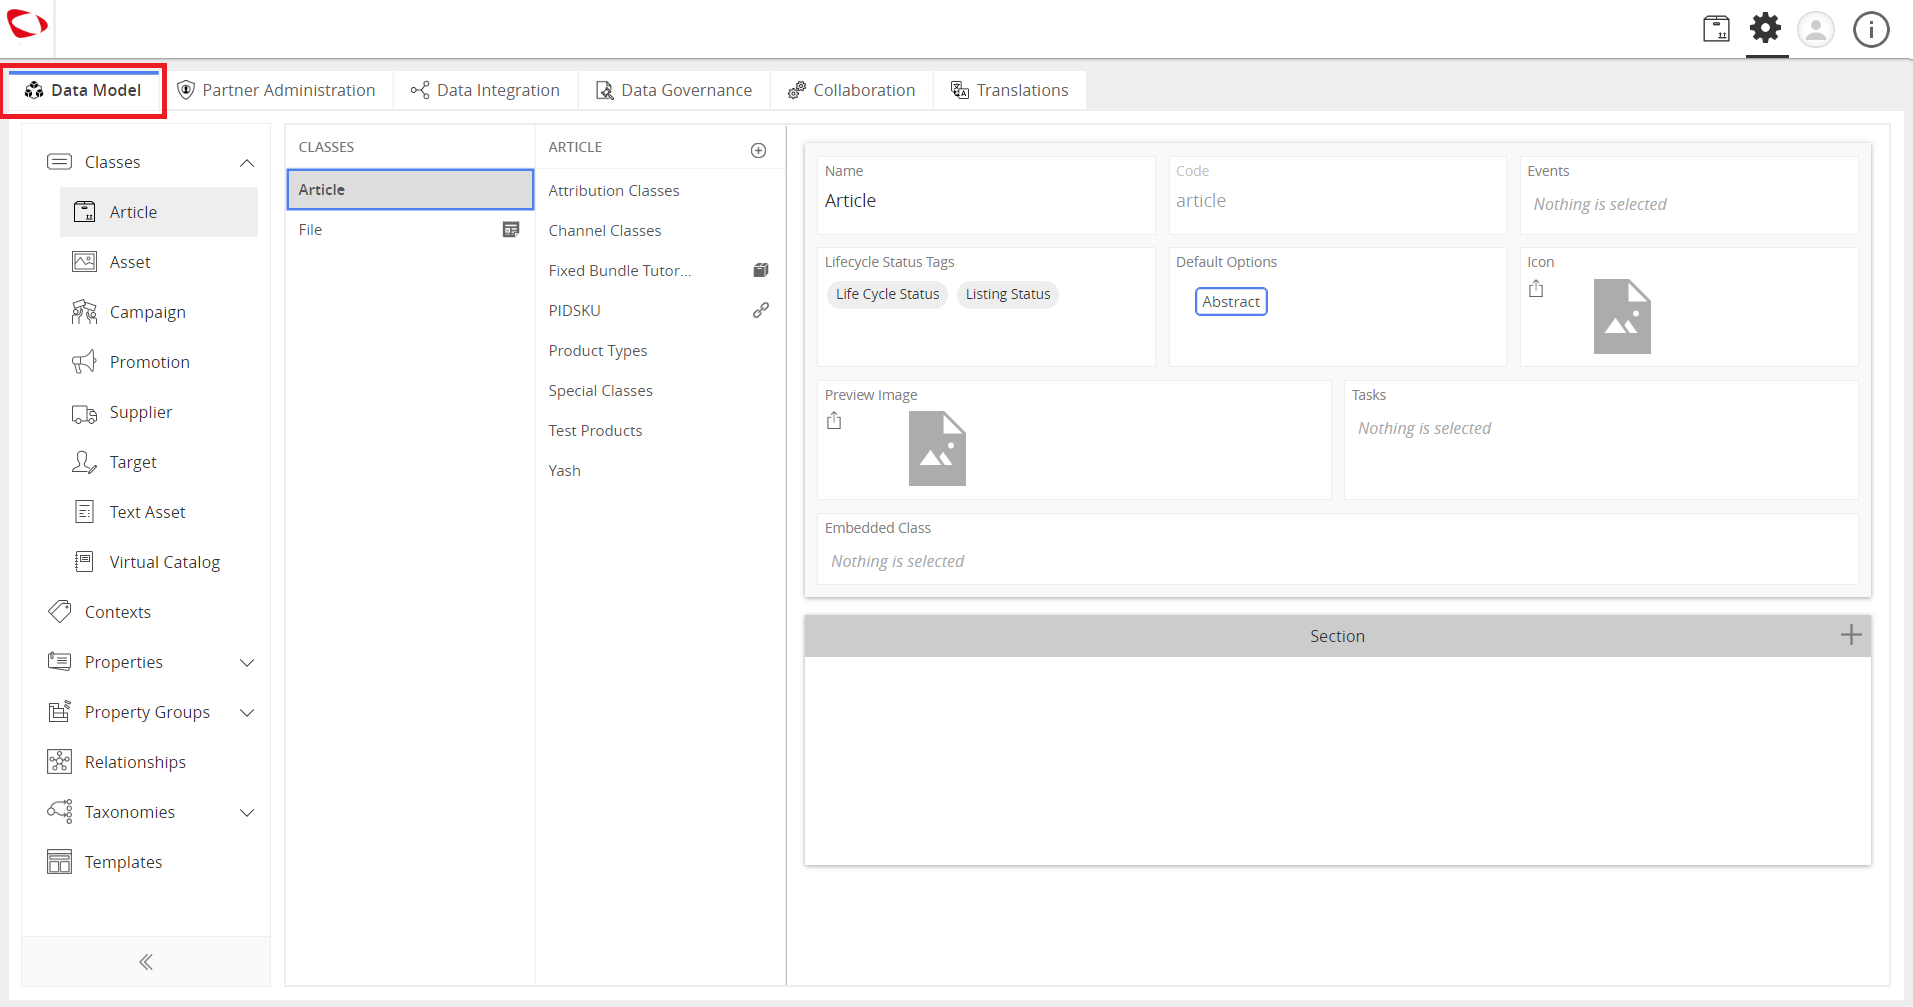 Data Model
Partner Administration
Data Integration
Data Governance
Collaboration
Translations
Classes
Article
Asset
Campaign
Promotion
Supplier
Target
Text Asset
Virtual Catalog
Contexts
Properties
Property Groups
Relationships
Taxonomies
Templates
CLASSES
Article
File
ARTICLE
Attribution Classes
Channel Classes
Fixed Bundle Tutor...
PIDSKU
Product Types
Special Classes
Test Products
Yash
Name
Article
Code
article
Events
Nothing is selected
Lifecycle Status Tags
Life Cycle Status Listing Status
Default Options
Abstract
Icon
Preview Image
Tasks
Nothing is selected
Embedded Class
Nothing is selected
Section